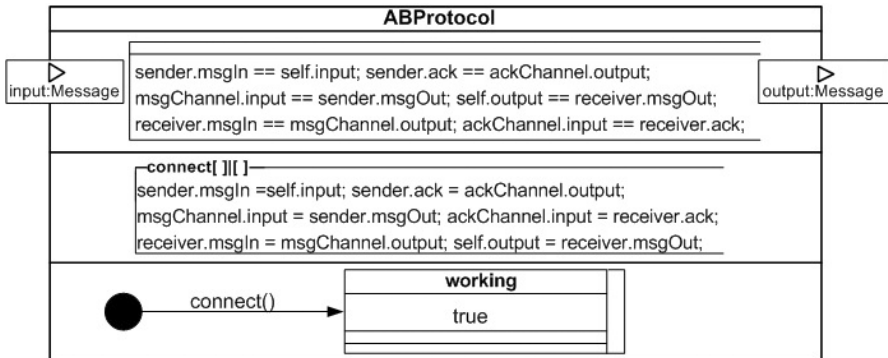 ABProtocol
input:Message
sender.msgIn == self.input; sender.ack == ackChannel.output;
msgChannel.input == sender.msgOut; self.output == receiver.msgOut;
receiver.msgIn == msgChannel.output; ackChannel.input == receiver.ack;
output:Message
connect[ ]|[ ]
sender.msgIn =self.input; sender.ack = ackChannel.output;
msgChannel.input = sender.msgOut; ackChannel.input = receiver.ack;
receiver.msgIn = msgChannel.output; self.output = receiver.msgOut;
connect()
working
true